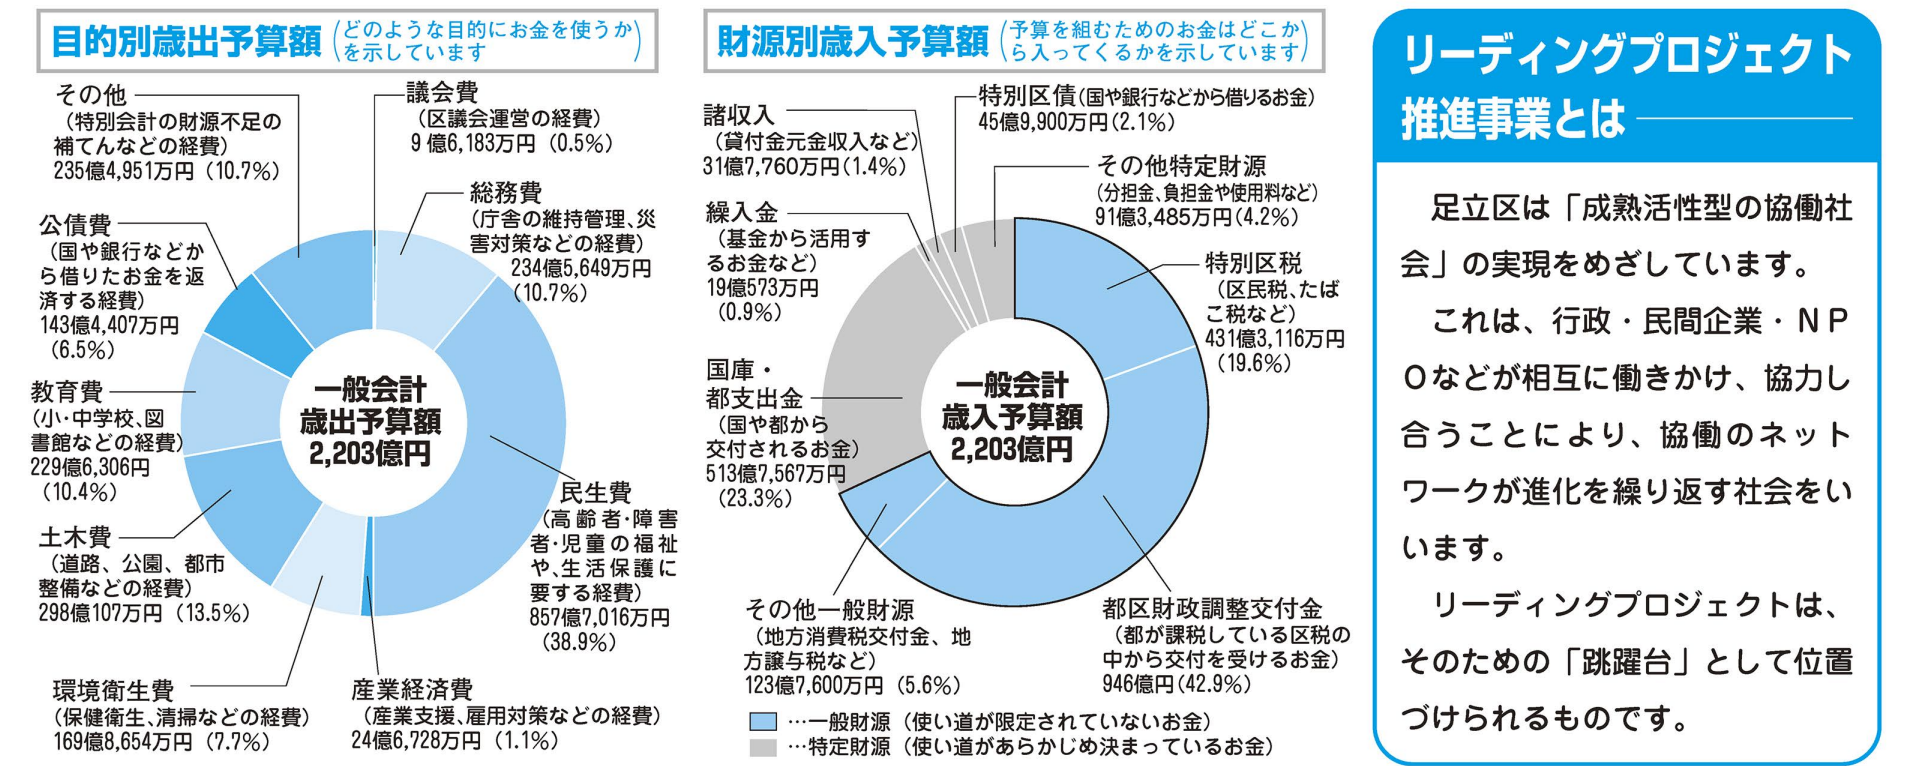 目的別歳出予算額
（どのような目的にお金を使うか
を示しています）
その他
（特別会計の財源不足の
補てんなどの経費）
235億4,951万円（10.7％）
議会費
（区議会運営の経費）
9億6,183万円（0.5％）
総務費
（庁舎の維持管理、災
害対策などの経費）
234億5,649万円
（10.7％）
公債費
（国や銀行などか
ら借りたお金を返
済する経費）
143億4,407万円
（6.5％）
教育費
（小・中学校、図
書館などの経費）
229億6,306円
（10.4％）
土木費
（道路、公園、都市
整備などの経費）
298億107万円（13.5％）
環境衛生費
（保健衛生、清掃などの経費）
169億8,654万円（7.7％）
産業経済費
（産業支援、雇用対策などの経費）
24億6,728万円（1.1％）
民生費
（高齢者・障害
者・児童の福祉
や、生活保護に
要する経費）
857億7,016万円
（38.9％）
一般会計
歳出予算額
2,203億円
財源別歳入予算額
（予算を組むためのお金はどこか
ら入ってくるかを示しています）
諸収入
（貸付金元金収入など）
31億7,760万円（1.4％）
特別区債（国や銀行などから借りるお金）
45億9,900万円（2.1％）
その他特定財源
（分担金、負担金や使用料など）
91億3,485万円（4.2％）
繰入金
（基金から活用す
るお金など）
19億573万円
（0.9％）
特別区税
（区民税、たば
こ税など）
431億3,116万円
（19.6％）
国庫・
都支出金
（国や都から
交付されるお金）
513億7,567万円
（23.3％）
その他一般財源
（地方消費税交付金、地
方譲与税など）
123億7,600万円（5.6％）
都区財政調整交付金
（都が課税している区税の
中から交付を受けるお金）
946億円（42.9％）
一般会計
歳入予算額
2,203億円
…一般財源（使い道が限定されていないお金）
…特定財源（使い道があらかじめ決まっているお金）
リーディングプロジェクト
推進事業とは
足立区は「成熟活性型の協働社
会」の実現をめざしています。
これは、行政・民間企業・ＮＰ
Ｏなどが相互に働きかけ、協力し
合うことにより、協働のネット
ワークが進化を繰り返す社会をい
います。
リーディングプロジェクトは、
そのための「跳躍台」として位置
づけられるものです。